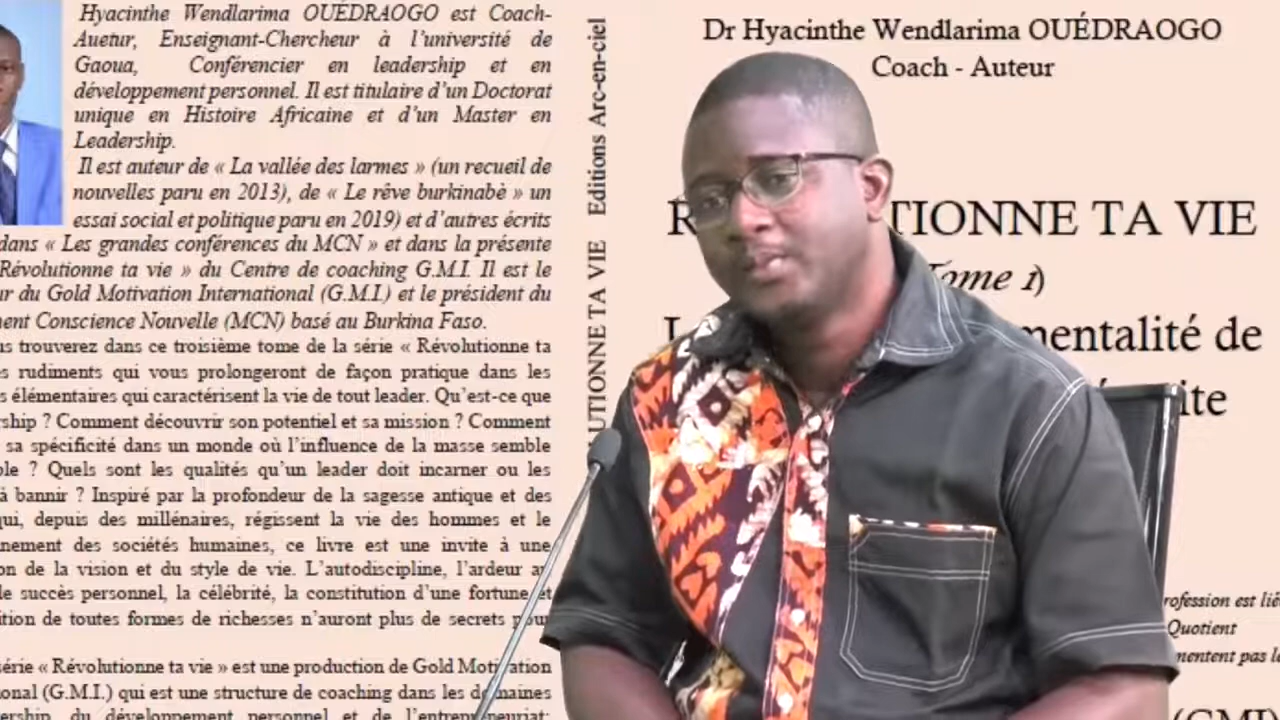 Hyacinthe Wendlarima OUÉDRAOGO est Coach-
Auetur, Enseignant-Chercheur à l'université de
Gaoua, Conférencier en leadership et en
développement personnel. Il est titulaire d'un Doctorat
unique en Histoire Africaine et d'un Master en
Leadership.
Il est auteur de « La vallée des larmes » (un recueil de
nouvelles paru en 2013), de « Le rêve burkinabè » un
essai social et politique paru en 2019) et d'autres écrits
dans « Les grandes conférences du MCN » et dans la présente
Révolutionne ta vie » du Centre de coaching G.M.I. Il est le
du Gold Motivation International (G.M.I.) et le président du
Conscience Nouvelle (MCN) basé au Burkina Faso.
trouverez dans ce troisième tome de la série « Révolutionne ta
rudiments qui vous prolongeront de façon pratique dans les
élémentaires qui caractérisent la vie de tout leader. Qu'est-ce que
? Comment découvrir son potentiel et sa mission ? Comment
sa spécificité dans un monde où l'influence de la masse semble
? Quels sont les qualités qu'un leader doit incarner ou les
à bannir ? Inspiré par la profondeur de la sagesse antique et des
qui, depuis des millénaires, régissent la vie des hommes et le
des sociétés humaines, ce livre est une invite à une
de la vision et du style de vie. L'autodiscipline, l'ardeur
le succès personnel, la célébrité, la constitution d'une fortune et
de toutes formes de richesses n'auront plus de secrets pour
série « Révolutionne ta vie » est une production de Gold Motivation
(G.M.I.) qui est une structure de coaching dans les domaines
du développement personnel et de l'entrepreneuriat;
LUTIONNE TA VIE Editions Arc-en-ciel
Dr Hyacinthe Wendlarima OUÉDRAOGO
Coach - Auteur
TIONNE TA VIE
Tome 1)
mentalité de
rofession est
Quotient
pas
(GMI)